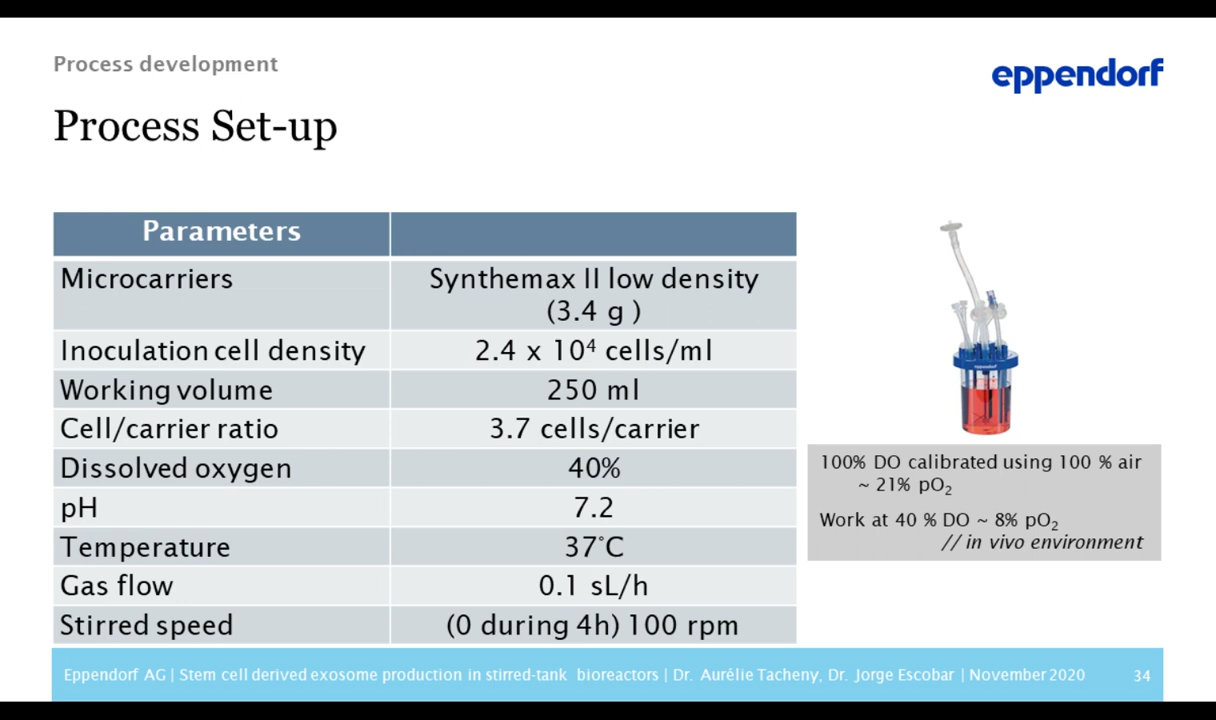 Process development
eppendorf
Process Set-up
Parameters
Microcarriers
Synthemax II low density
(3.4 g )
Inoculation cell density
2.4 x 10⁴ cells/ml
Working volume
250 ml
Cell/carrier ratio
3.7 cells/carrier
Dissolved oxygen
40%
pH
7.2
Temperature
37°C
Gas flow
0.1 sL/h
Stirred speed
(0 during 4h) 100 rpm
eppendorf
100% DO calibrated using 100 % air
~ 21% pO₂
Work at 40 % DO ~ 8% pO₂
// in vivo environment
Eppendorf AG | Stem cell derived exosome production in stirred-tank bioreactors | Dr. Aurélie Tacheny, Dr. Jorge Escobar | November 2020
34